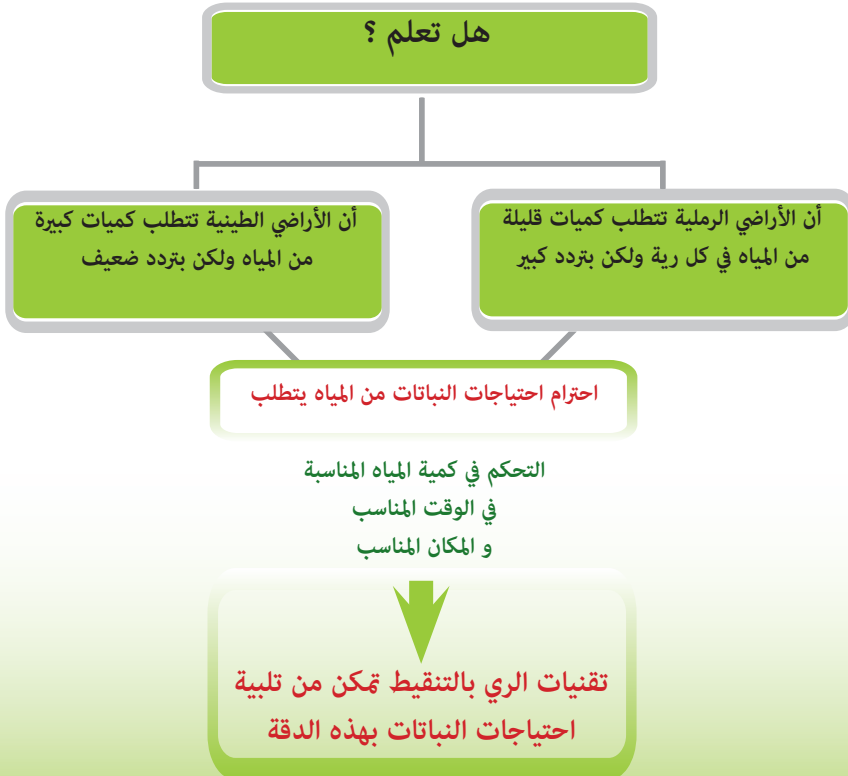 هل تعلم ؟
أن الأراضي الرملية تتطلب كميات قليلة
من المياه في كل رية ولكن بتردد كبير
أن الأراضي الطينية تتطلب كميات كبيرة
من المياه ولكن بتردد ضعيف
احترام احتياجات النباتات من المياه يتطلب
التحكم في كمية المياه المناسبة
في الوقت المناسب
و المكان المناسب
تقنيات الري بالتنقيط تمكن من تلبية
احتياجات النباتات بهذه الدقة